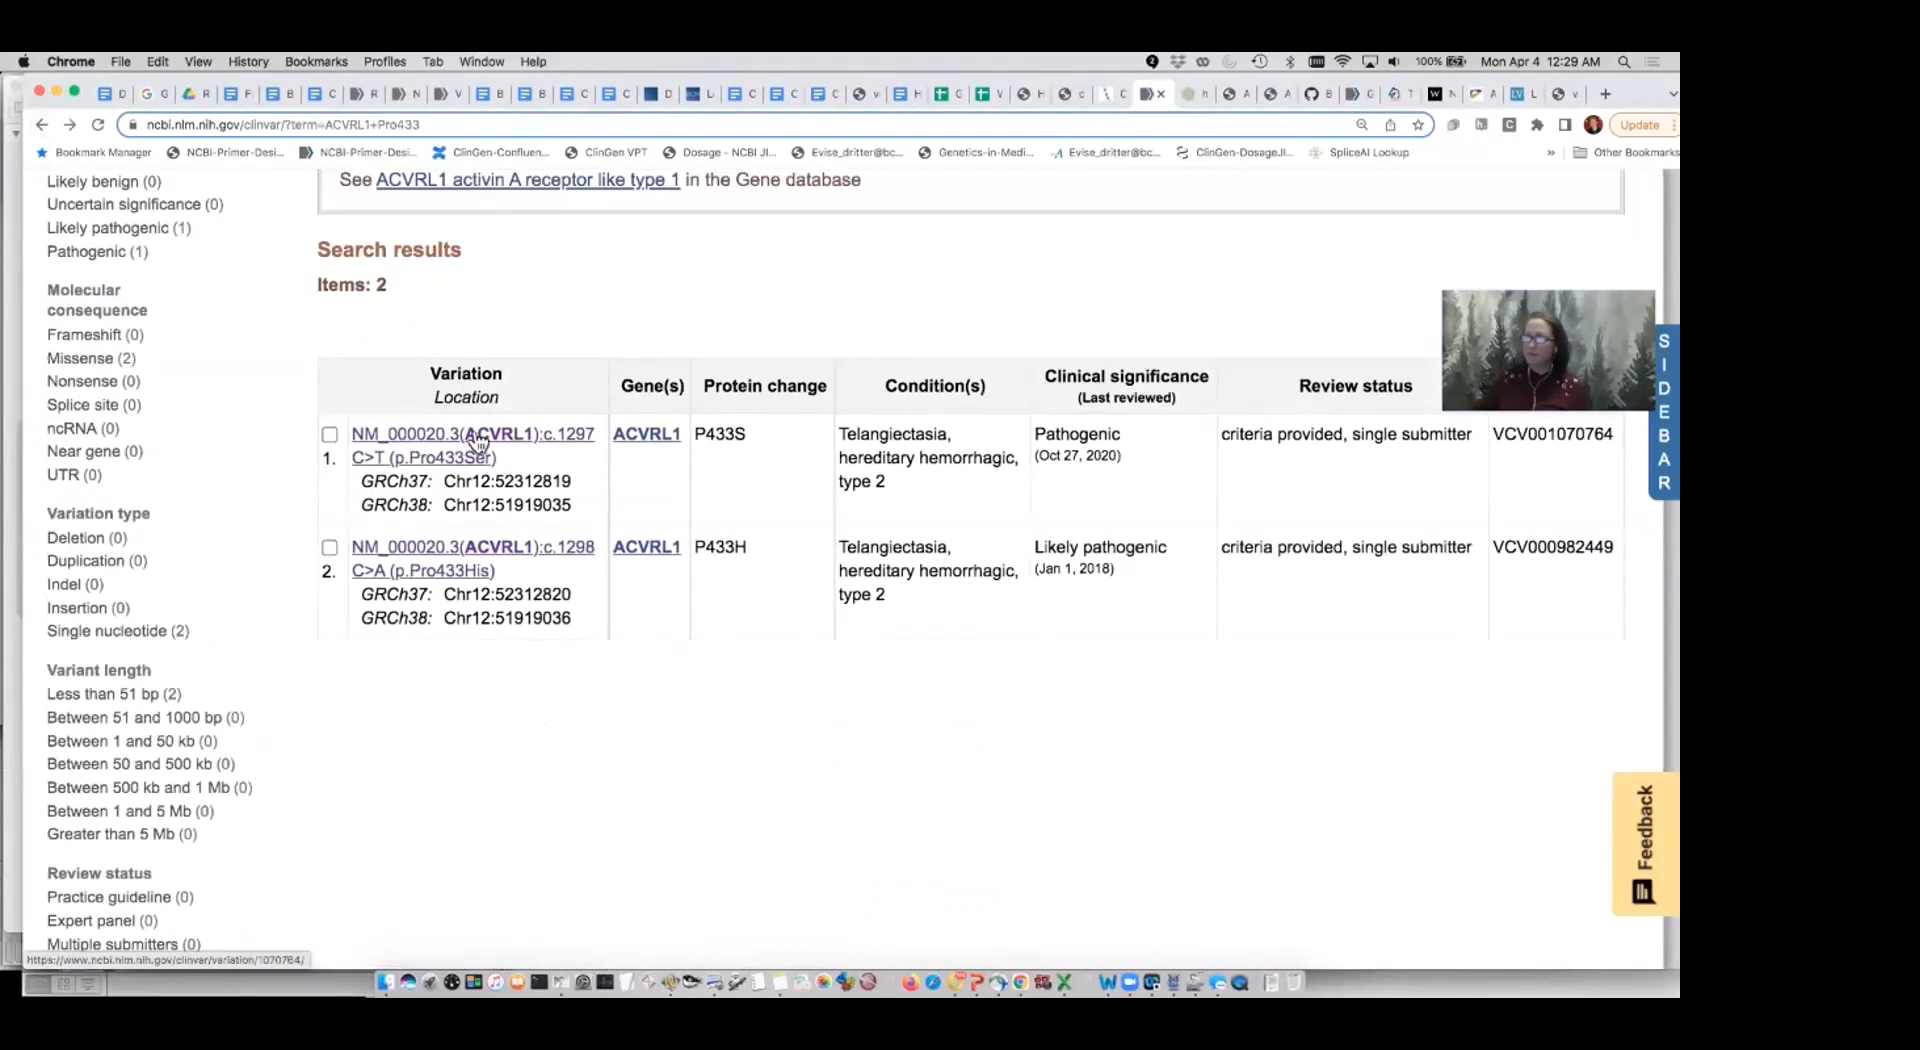 Chrome File Edit View History Bookmarks Profiles Tab Window Help 100% Mon Apr 4 12:29 AM
ncbi.nlm.nih.gov/clinvar/?term=ACVRL1+Pro433 Update
Bookmark Manager NCBI-Primer-Desi... NCBI-Primer-Desi... ClinGen-Confluen... ClinGen VPT Dosage - NCBI JI... Evise_dritter@bc... Genetics-in-Medi... Evise_dritter@bc... ClinGen-DosageJI... SpliceAI Lookup » Other Bookmarks
Likely benign (0)
Uncertain significance (0)
Likely pathogenic (1)
Pathogenic (1)
Molecular
consequence
Frameshift (0)
Missense (2)
Nonsense (0)
Splice site (0)
ncRNA (0)
Near gene (0)
UTR (0)
Variation type
Deletion (0)
Duplication (0)
Indel (0)
Insertion (0)
Single nucleotide (2)
Variant length
Less than 51 bp (2)
Between 51 and 1000 bp (0)
Between 1 and 50 kb (0)
Between 50 and 500 kb (0)
Between 500 kb and 1 Mb (0)
Between 1 and 5 Mb (0)
Greater than 5 Mb (0)
Review status
Practice guideline (0)
Expert panel (0)
Multiple submitters (0)
https://www.ncbi.nlm.nih.gov/clinvar/variation/1070764/
See ACVRL1 activin A receptor like type 1 in the Gene database
Search results
Items: 2
Variation
Location
Gene(s)
Protein change
Condition(s)
Clinical significance
(Last reviewed)
Review status
1.
NM_000020.3(ACVRL1):c.1297
C>T (p.Pro433Ser)
GRCh37: Chr12:52312819
GRCh38: Chr12:51919035
ACVRL1
P433S
Telangiectasia,
hereditary hemorrhagic,
type 2
Pathogenic
(Oct 27, 2020)
criteria provided, single submitter
VCV001070764
2.
NM_000020.3(ACVRL1):c.1298
C>A (p.Pro433His)
GRCh37: Chr12:52312820
GRCh38: Chr12:51919036
ACVRL1
P433H
Telangiectasia,
hereditary hemorrhagic,
type 2
Likely pathogenic
(Jan 1, 2018)
criteria provided, single submitter
VCV000982449
SIDEBAR
Feedback